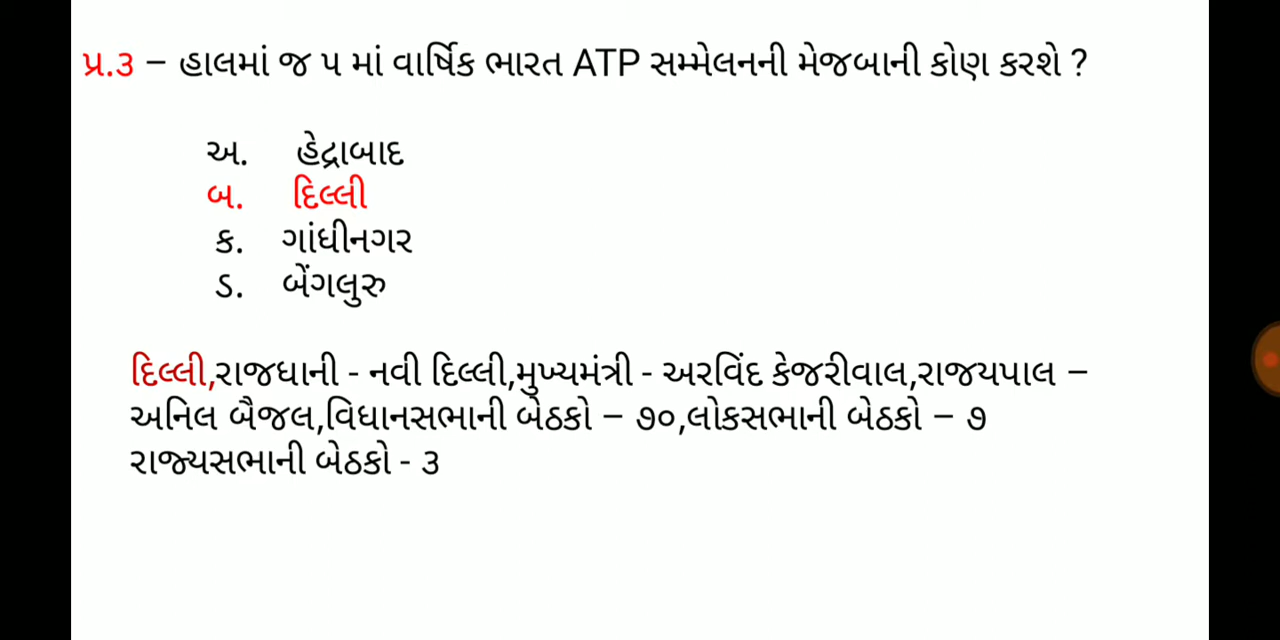 પ્ર.૩ – હાલમાં જ ૫ માં વાર્ષિક ભારત ATP સમ્મેલનની મેજબાની કોણ કરશે ?
અ. હેદ્રાબાદ
બ. દિલ્લી
ક. ગાંધીનગર
ડ. બેંગલુરુ
દિલ્લી,રાજધાની - નવી દિલ્લી,મુખ્યમંત્રી - અરવિંદ કેજરીવાલ,રાજયપાલ –
અનિલ બૈજલ,વિધાનસભાની બેઠકો – ૭૦,લોકસભાની બેઠકો – ૭
રાજ્યસભાની બેઠકો - ૩